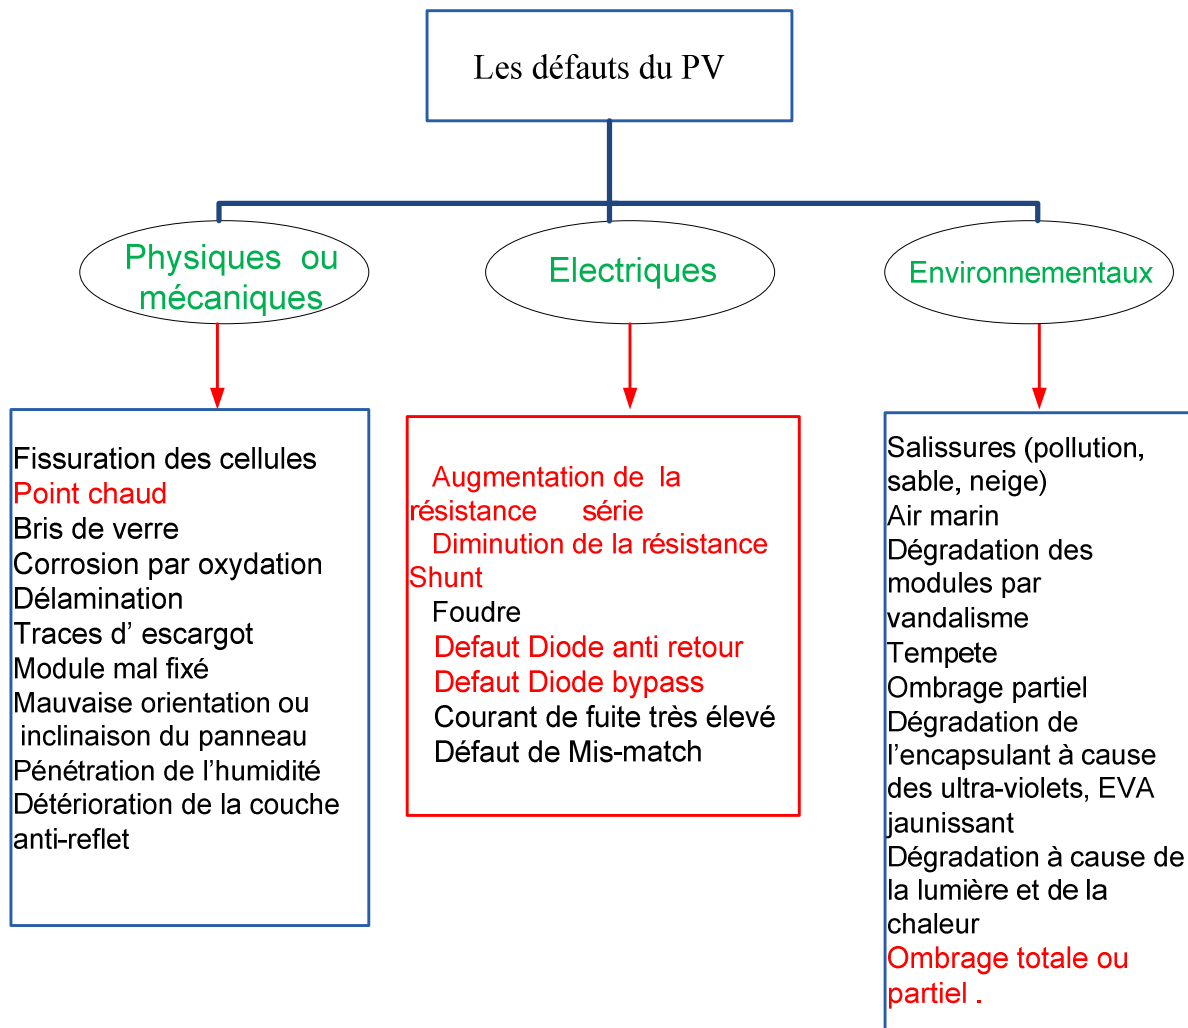 Les défauts du PV
Physiques ou
mécaniques
Electriques
Environnementaux
Fissuration des cellules
Point chaud
Bris de verre
Corrosion par oxydation
Délamination
Traces d’ escargot
Module mal fixé
Mauvaise orientation ou
inclinaison du panneau
Pénétration de l’humidité
Détérioration de la couche
anti-reflet
Augmentation de la
résistance série
Diminution de la résistance
Shunt
Foudre
Defaut Diode anti retour
Defaut Diode bypass
Courant de fuite très élevé
Défaut de Mis-match
Salissures (pollution,
sable, neige)
Air marin
Dégradation des
modules par
vandalisme
Tempete
Ombrage partiel
Dégradation de
l’encapsulant à cause
des ultra-violets, EVA
jaunissant
Dégradation à cause de
la lumière et de la
chaleur
Ombrage totale ou
partiel .